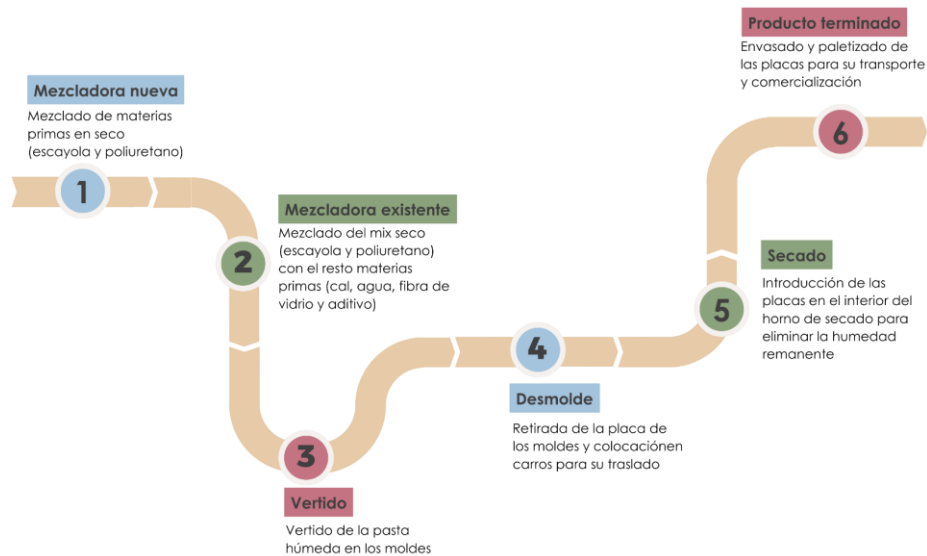 Mezcladora nueva
Mezclado de materias
primas en seco
(escayola y poliuretano)
1
Mezcladora existente
Mezclado del mix seco
(escayola y poliuretano)
con el resto materias
primas (cal, agua, fibra de
vidrio y aditivo)
2
3
Vertido
Vertido de la pasta
húmeda en los moldes
4
Desmolde
Retirada de la placa de
los moldes y colocaciónen
carros para su traslado
5
Secado
Introducción de las
placas en el interior del
horno de secado para
eliminar la humedad
remanente
Producto terminado
Envasado y paletizado de
las placas para su transporte
y comercialización
6